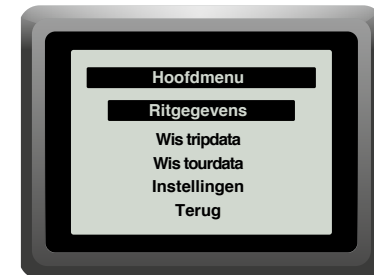 Hoofdmenu
Ritgegevens
Wis tripdata
Wis tourdata
Instellingen
Terug